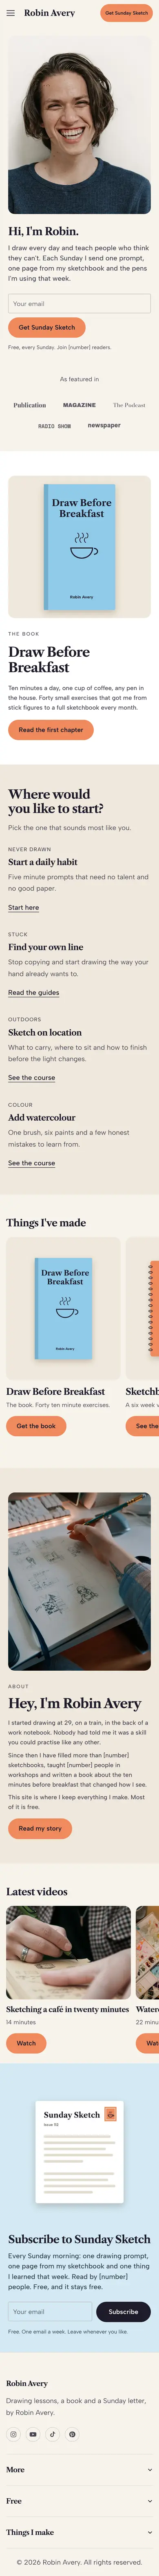 Robin Avery
Get Sunday Sketch
Hi, I'm Robin.
I draw every day and teach people who think
they can't. Each Sunday I send one prompt,
one page from my sketchbook and the pens
I'm using that week.
Your email
Get Sunday Sketch
Free, every Sunday. Join [number] readers.
As featured in
Publication
MAGAZINE
The Podcast
RADIO SHOW
newspaper
Draw Before
Breakfast
Robin Avery
THE BOOK
Draw Before
Breakfast
Ten minutes a day, one cup of coffee, any pen in
the house. Forty small exercises that got me from
stick figures to a full sketchbook every month.
Read the first chapter
Where would
you like to start?
Pick the one that sounds most like you.
NEVER DRAWN
Start a daily habit
Five minute prompts that need no talent and
no good paper.
Start here
STUCK
Find your own line
Stop copying and start drawing the way your
hand already wants to.
Read the guides
OUTDOORS
Sketch on location
What to carry, where to sit and how to finish
before the light changes.
See the course
COLOUR
Add watercolour
One brush, six paints and a few honest
mistakes to learn from.
See the course
Things I've made
Draw Before
Breakfast
Robin Avery
Draw Before Breakfast
The book. Forty ten minute exercises.
Get the book
Sketchb
A six week v
See the
ABOUT
Hey, I'm Robin Avery
I started drawing at 29, on a train, in the back of a
work notebook. Nobody had told me it was a skill
you could practise like any other.
Since then I have filled more than [number]
sketchbooks, taught [number] people in
workshops and written a book about the ten
minutes before breakfast that changed how I see.
This site is where I keep everything I make. Most
of it is free.
Read my story
Latest videos
Sketching a café in twenty minutes
14 minutes
Watch
Waterc
22 minu
Wat
Sunday Sketch
Issue 112
Subscribe to Sunday Sketch
Every Sunday morning: one drawing prompt,
one page from my sketchbook and one thing
I learned that week. Read by [number]
people. Free, and it stays free.
Your email
Subscribe
Free. One email a week. Leave whenever you like.
Robin Avery
Drawing lessons, a book and a Sunday letter,
by Robin Avery.
More
Free
Things I make
© 2026 Robin Avery. All rights reserved.